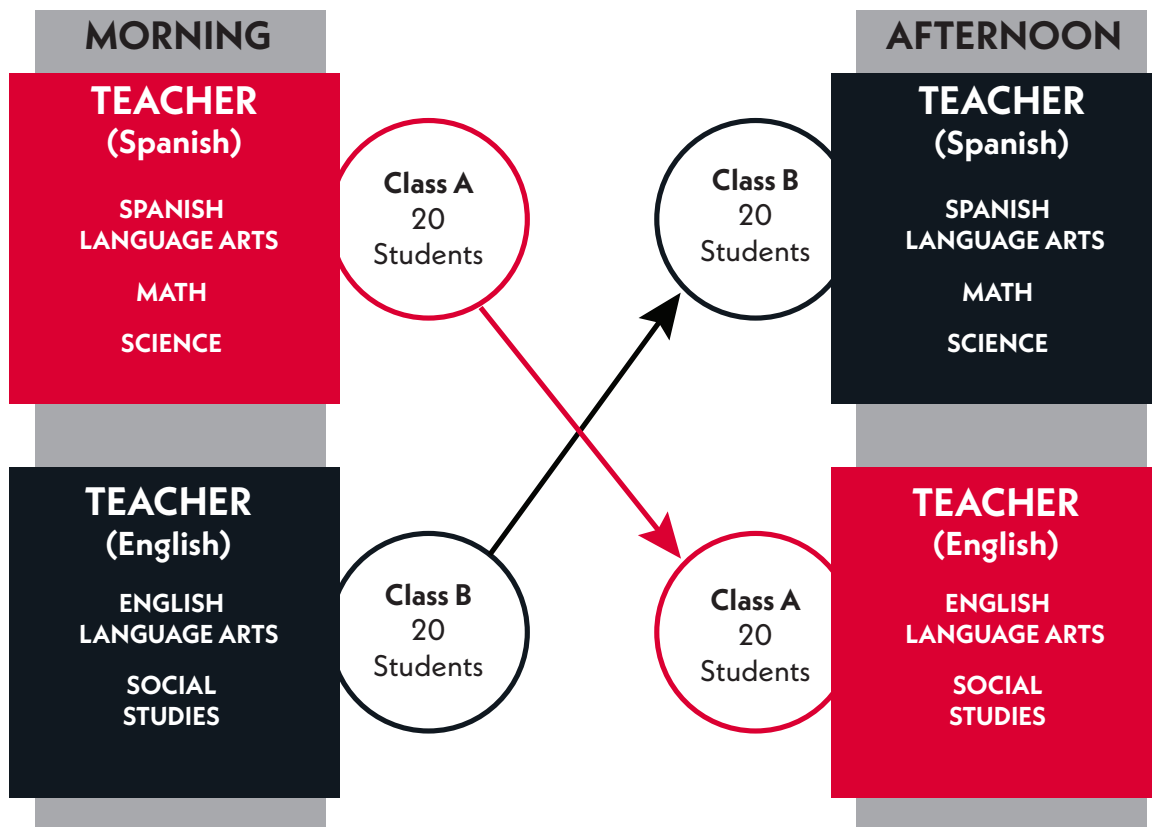 MORNING
TEACHER
(Spanish)
SPANISH
LANGUAGE ARTS
MATH
SCIENCE
Class A
20
Students
TEACHER
(English)
ENGLISH
LANGUAGE ARTS
SOCIAL
STUDIES
Class B
20
Students
AFTERNOON
Class B
20
Students
TEACHER
(Spanish)
SPANISH
LANGUAGE ARTS
MATH
SCIENCE
Class A
20
Students
TEACHER
(English)
ENGLISH
LANGUAGE ARTS
SOCIAL
STUDIES